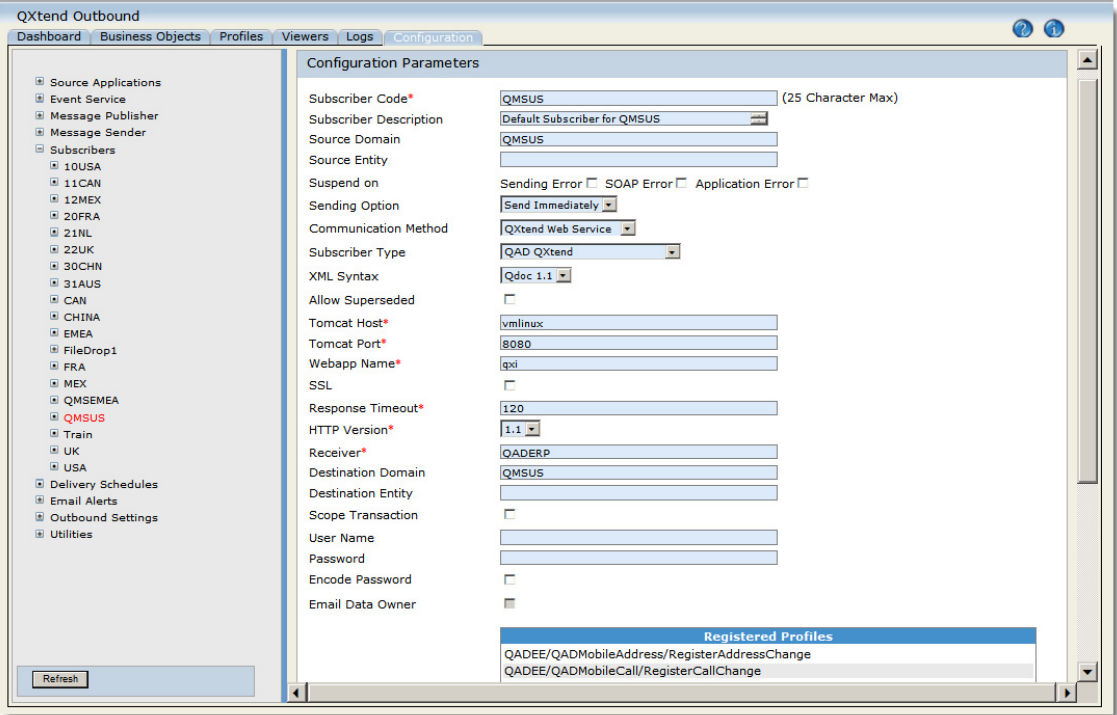 QXtend Outbound
Dashboard Business Objects Profiles Viewers Logs Configuration
Source Applications
Event Service
Message Publisher
Message Sender
Subscribers
10USA
11CAN
12MEX
20FRA
21NL
22UK
30CHN
31AUS
CAN
CHINA
EMEA
FileDrop1
FRA
MEX
QMSEMEA
QMSUS
Train
UK
USA
Delivery Schedules
Email Alerts
Outbound Settings
Utilities
Refresh
Configuration Parameters
Subscriber Code* QMSUS (25 Character Max)
Subscriber Description Default Subscriber for QMSUS
Source Domain QMSUS
Source Entity
Suspend on Sending Error SOAP Error Application Error
Sending Option Send Immediately
Communication Method QXtend Web Service
Subscriber Type QAD QXtend
XML Syntax Qdoc 1.1
Allow Superseded
Tomcat Host* vmlinux
Tomcat Port* 8080
Webapp Name* qxi
SSL
Response Timeout* 120
HTTP Version* 1.1
Receiver* QADERP
Destination Domain QMSUS
Destination Entity
Scope Transaction
User Name
Password
Encode Password
Email Data Owner
Registered Profiles
QADEE/QADMobileAddress/RegisterAddressChange
QADEE/QADMobileCall/RegisterCallChange